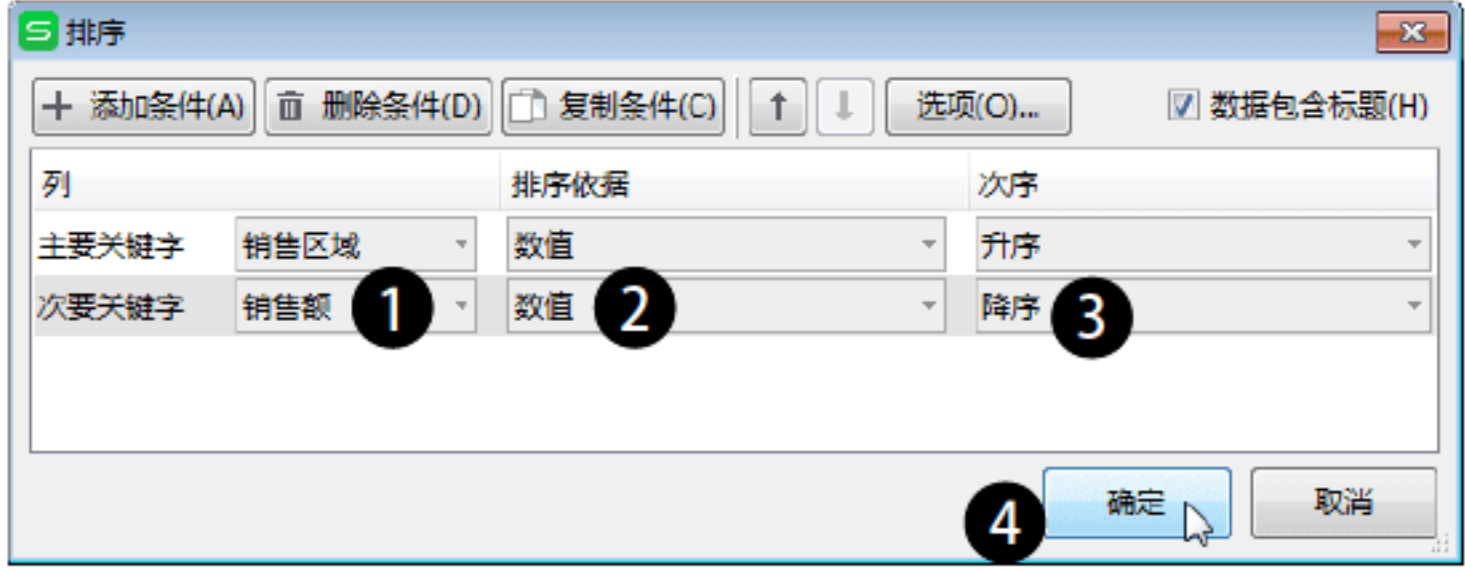 排序
添加条件(A) 删除条件(D) 复制条件(C) 选项(O)... 数据包含标题(H)
列 排序依据 次序
主要关键字 销售区域 数值 升序
次要关键字 销售额 1 数值 2 降序 3
4 确定 取消